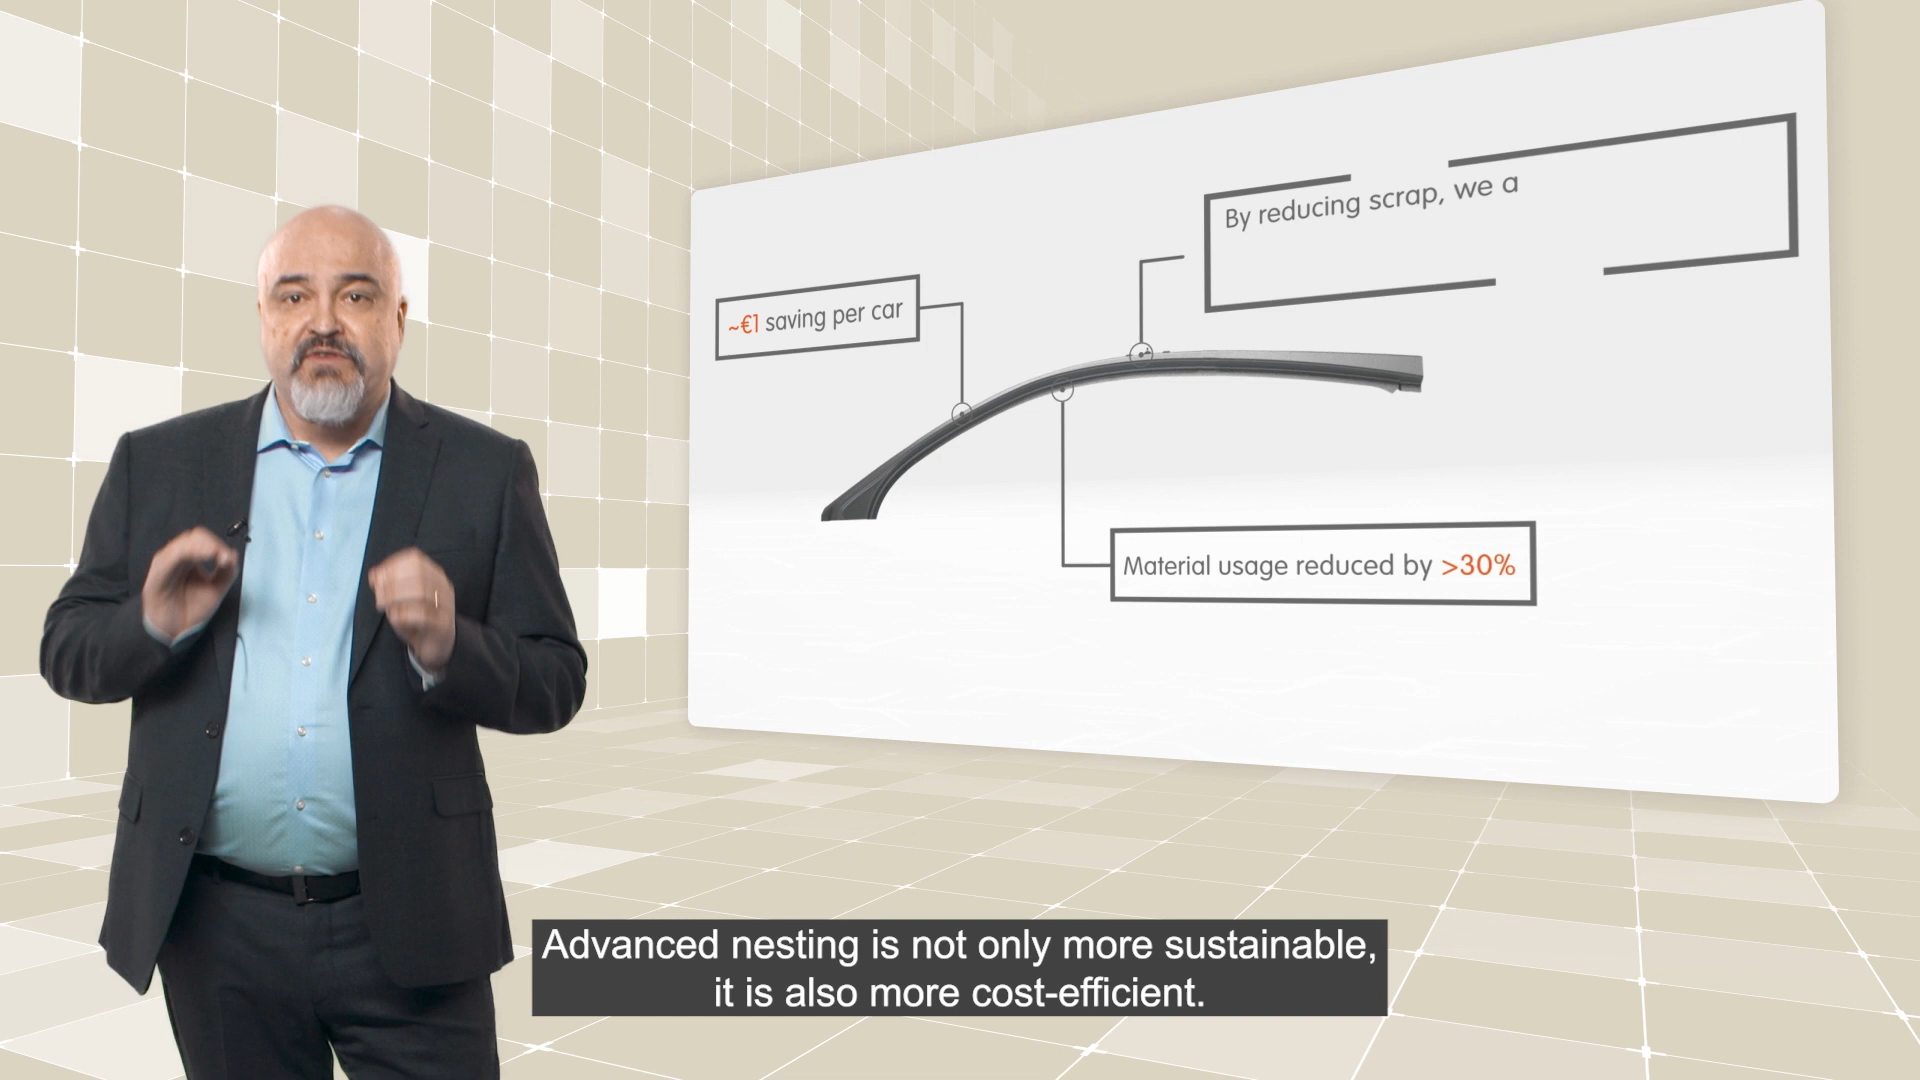 By reducing scrap, we a
~€1 saving per car
Material usage reduced by >30%
Advanced nesting is not only more sustainable,
it is also more cost-efficient.